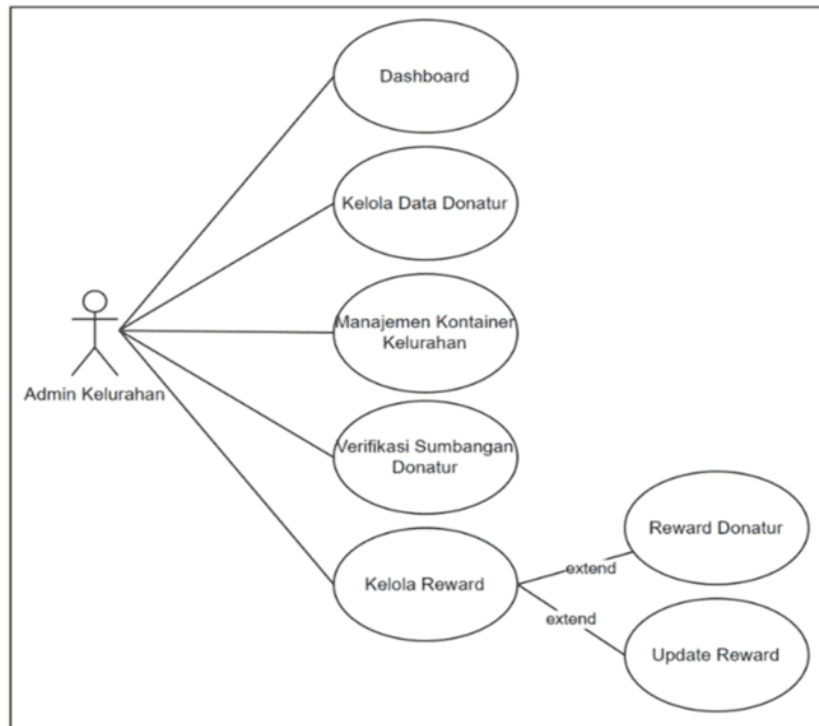 Dashboard
Kelola Data Donatur
Manajemen Kontainer
Kelurahan
Admin Kelurahan
Verifikasi Sumbangan
Donatur
Kelola Reward
extend
Reward Donatur
extend
Update Reward